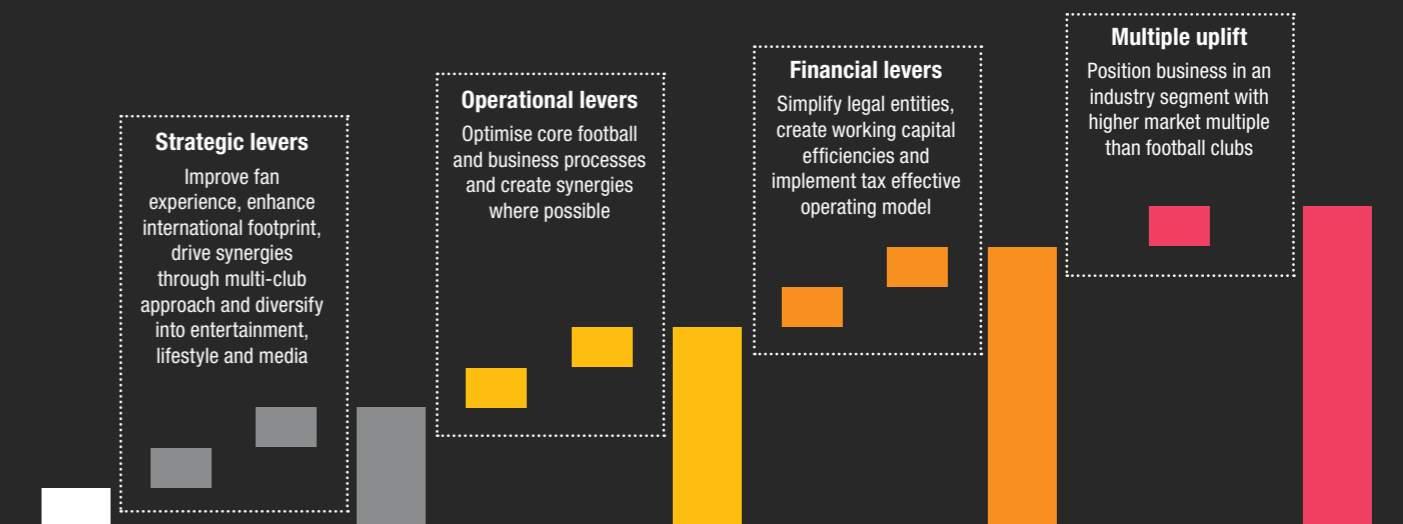 Strategic levers
Improve fan
experience, enhance
international footprint,
drive synergies
through multi-club
approach and diversify
into entertainment,
lifestyle and media
Operational levers
Optimise core football
and business processes
and create synergies
where possible
Financial levers
Simplify legal entities,
create working capital
efficiencies and
implement tax effective
operating model
Multiple uplift
Position business in an
industry segment with
higher market multiple
than football clubs